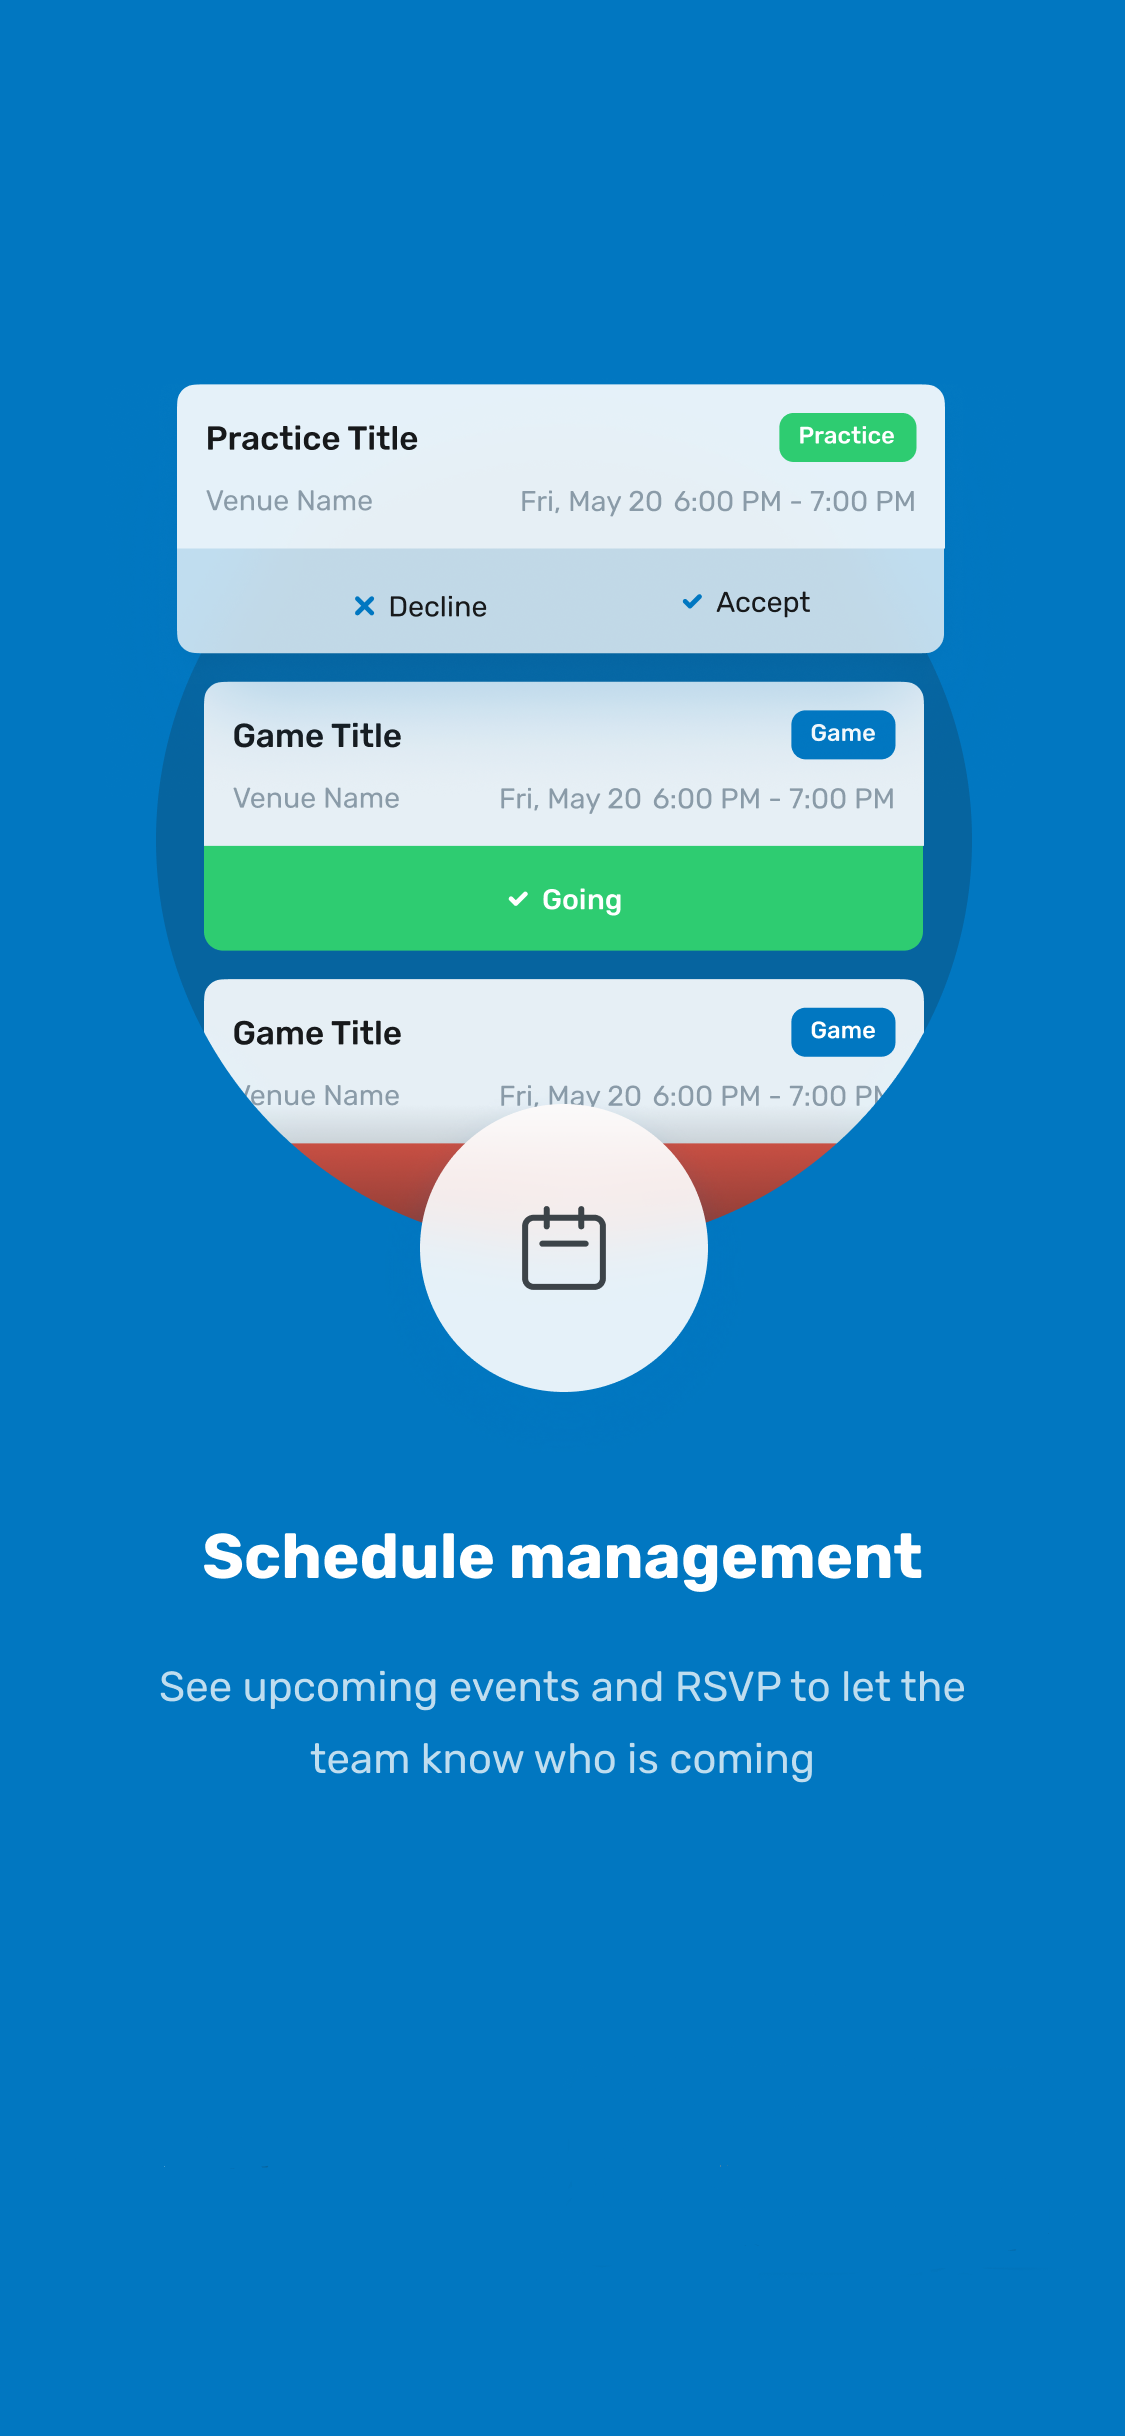 Practice Title Practice
Venue Name Fri, May 20 6:00 PM - 7:00 PM
Decline Accept
Game Title Game
Venue Name Fri, May 20 6:00 PM - 7:00 PM
Going
Game Title Game
Venue Name Fri, May 20 6:00 PM - 7:00 PM
Schedule management
See upcoming events and RSVP to let the
team know who is coming